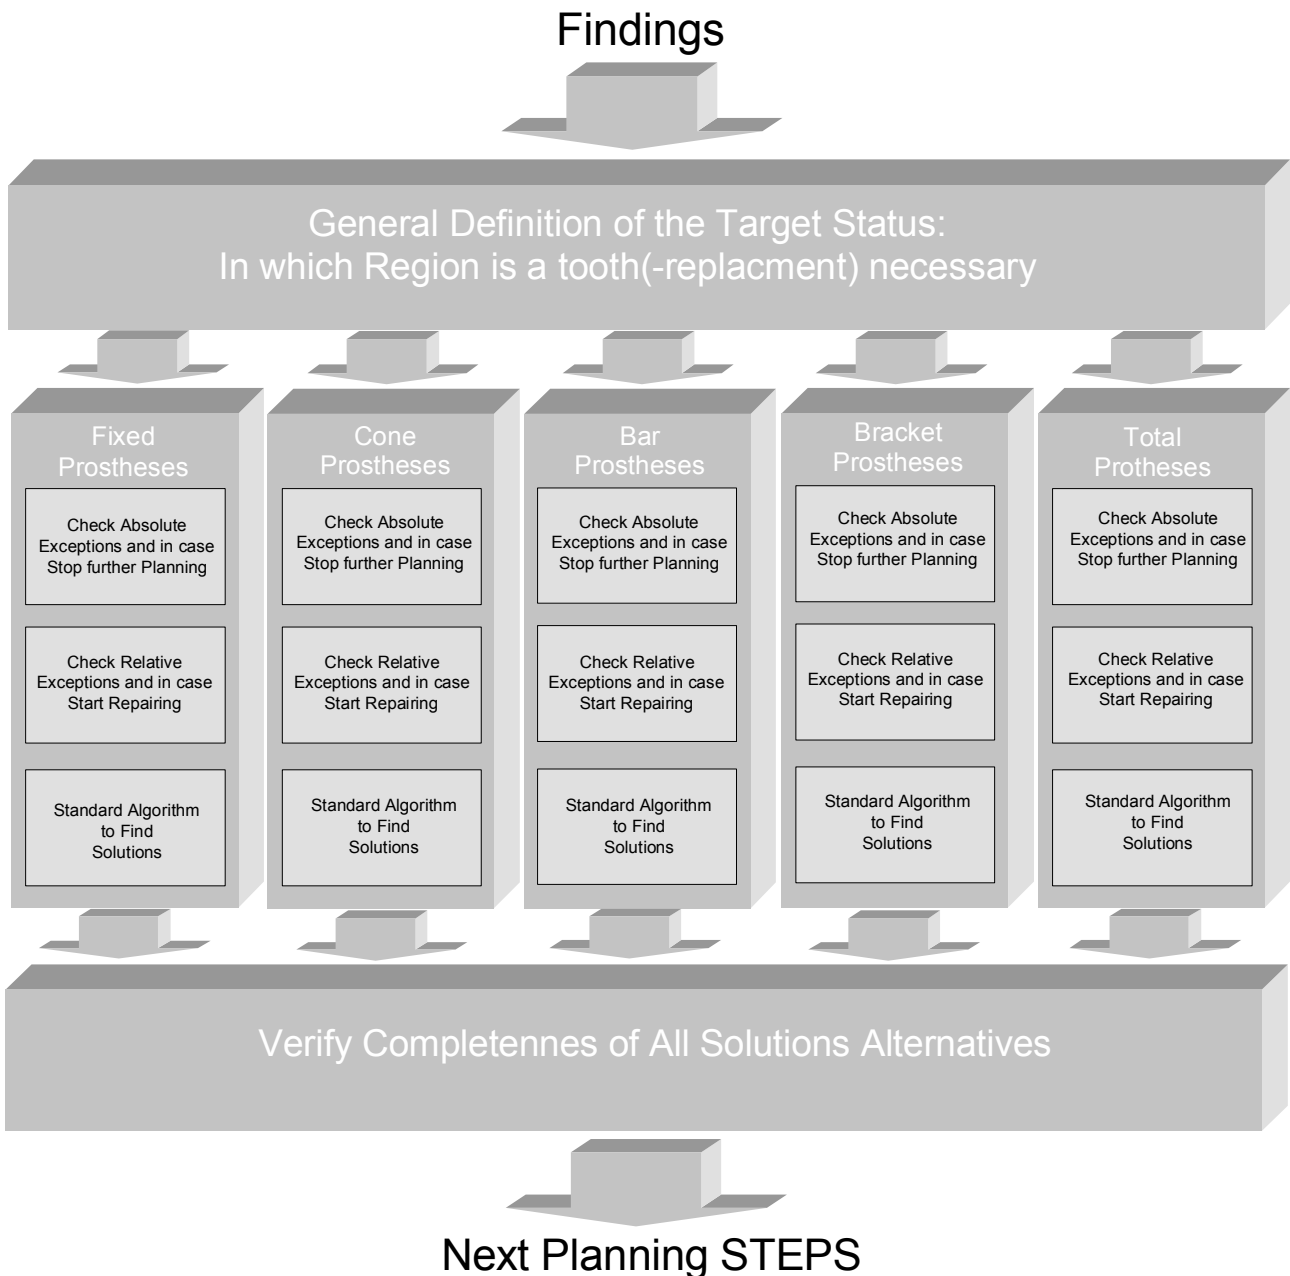 Findings
General Definition of the Target Status:
In which Region is a tooth(-replacment) necessary
Fixed
Prostheses
Check Absolute
Exceptions and in case
Stop further Planning
Check Relative
Exceptions and in case
Start Repairing
Standard Algorithm
to Find
Solutions
Cone
Prostheses
Check Absolute
Exceptions and in case
Stop further Planning
Check Relative
Exceptions and in case
Start Repairing
Standard Algorithm
to Find
Solutions
Bar
Prostheses
Check Absolute
Exceptions and in case
Stop further Planning
Check Relative
Exceptions and in case
Start Repairing
Standard Algorithm
to Find
Solutions
Bracket
Prostheses
Check Absolute
Exceptions and in case
Stop further Planning
Check Relative
Exceptions and in case
Start Repairing
Standard Algorithm
to Find
Solutions
Total
Protheses
Check Absolute
Exceptions and in case
Stop further Planning
Check Relative
Exceptions and in case
Start Repairing
Standard Algorithm
to Find
Solutions
Verify Completennes of All Solutions Alternatives
Next Planning STEPS